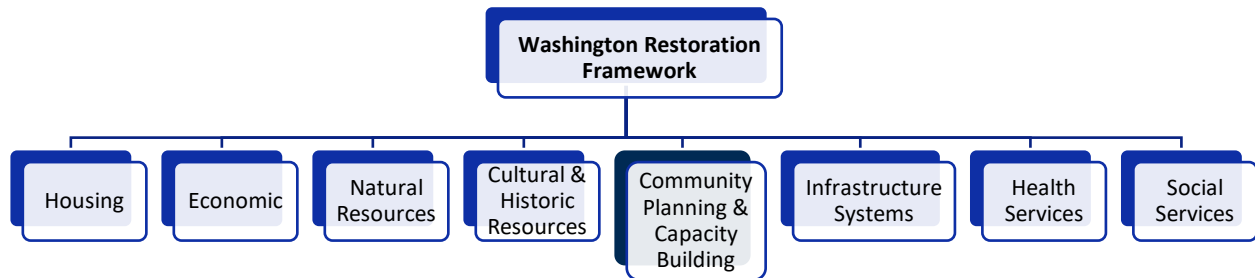 Washington Restoration
Framework
Housing
Economic
Natural
Resources
Cultural &
Historic
Resources
Community
Planning &
Capacity
Building
Infrastructure
Systems
Health
Services
Social
Services